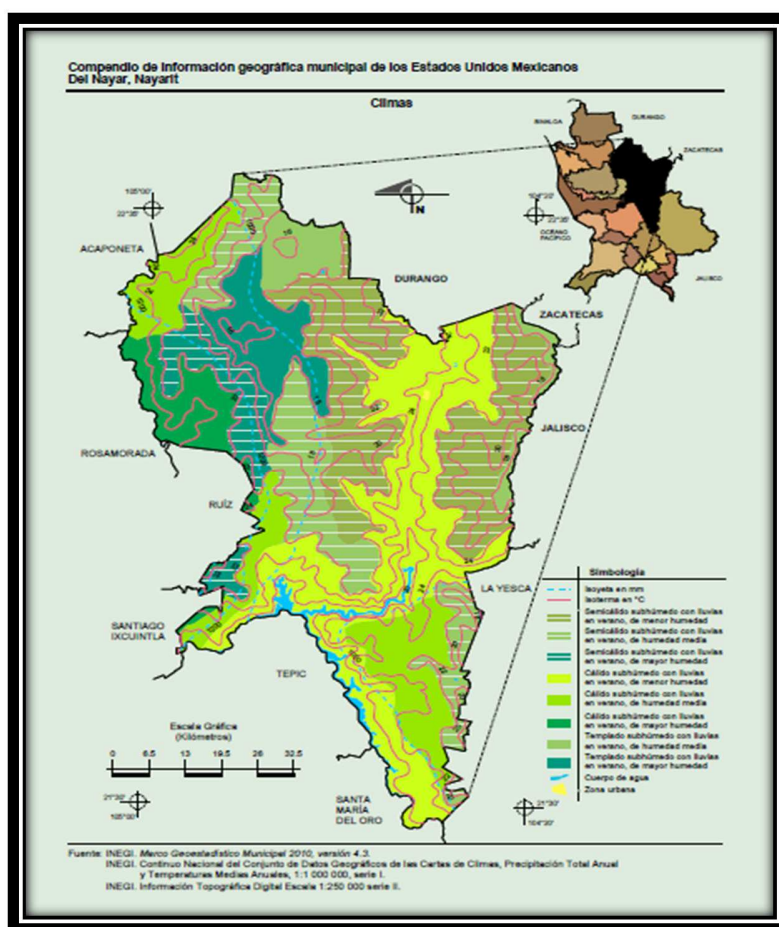 Compendio de información geográfica municipal de los Estados Unidos Mexicanos
Del Nayar, Nayarit
Climas
SINALOA
DURANGO
ZACATECAS
OCÉANO
PACÍFICO
JALISCO
105°00'
22°35'
104°20'
22°35'
N
ACAPONETA
DURANGO
ZACATECAS
JALISCO
ROSAMORADA
RUÍZ
LA YESCA
SANTIAGO
IXCUINTLA
TEPIC
SANTA
MARÍA
DEL ORO
Escala Gráfica
(Kilómetros)
0 6.5 13 19.5 26 32.5
21°30'
105°00'
21°30'
104°20'
Simbología
Isoyeta en mm
Isoterma en °C
Semicálido subhúmedo con lluvias
en verano, de menor humedad
Semicálido subhúmedo con lluvias
en verano, de humedad media
Semicálido subhúmedo con lluvias
en verano, de mayor humedad
Cálido subhúmedo con lluvias
en verano, de menor humedad
Cálido subhúmedo con lluvias
en verano, de humedad media
Cálido subhúmedo con lluvias
en verano, de mayor humedad
Templado subhúmedo con lluvias
en verano, de humedad media
Templado subhúmedo con lluvias
en verano, de mayor humedad
Cuerpo de agua
Zona urbana
Fuente: INEGI. Marco Geoestadístico Municipal 2010, versión 4.3.
INEGI. Continuo Nacional del Conjunto de Datos Geográficos de las Cartas de Climas, Precipitación Total Anual
y Temperaturas Medias Anuales, 1:1 000 000, serie I.
INEGI. Información Topográfica Digital Escala 1:250 000 serie II.